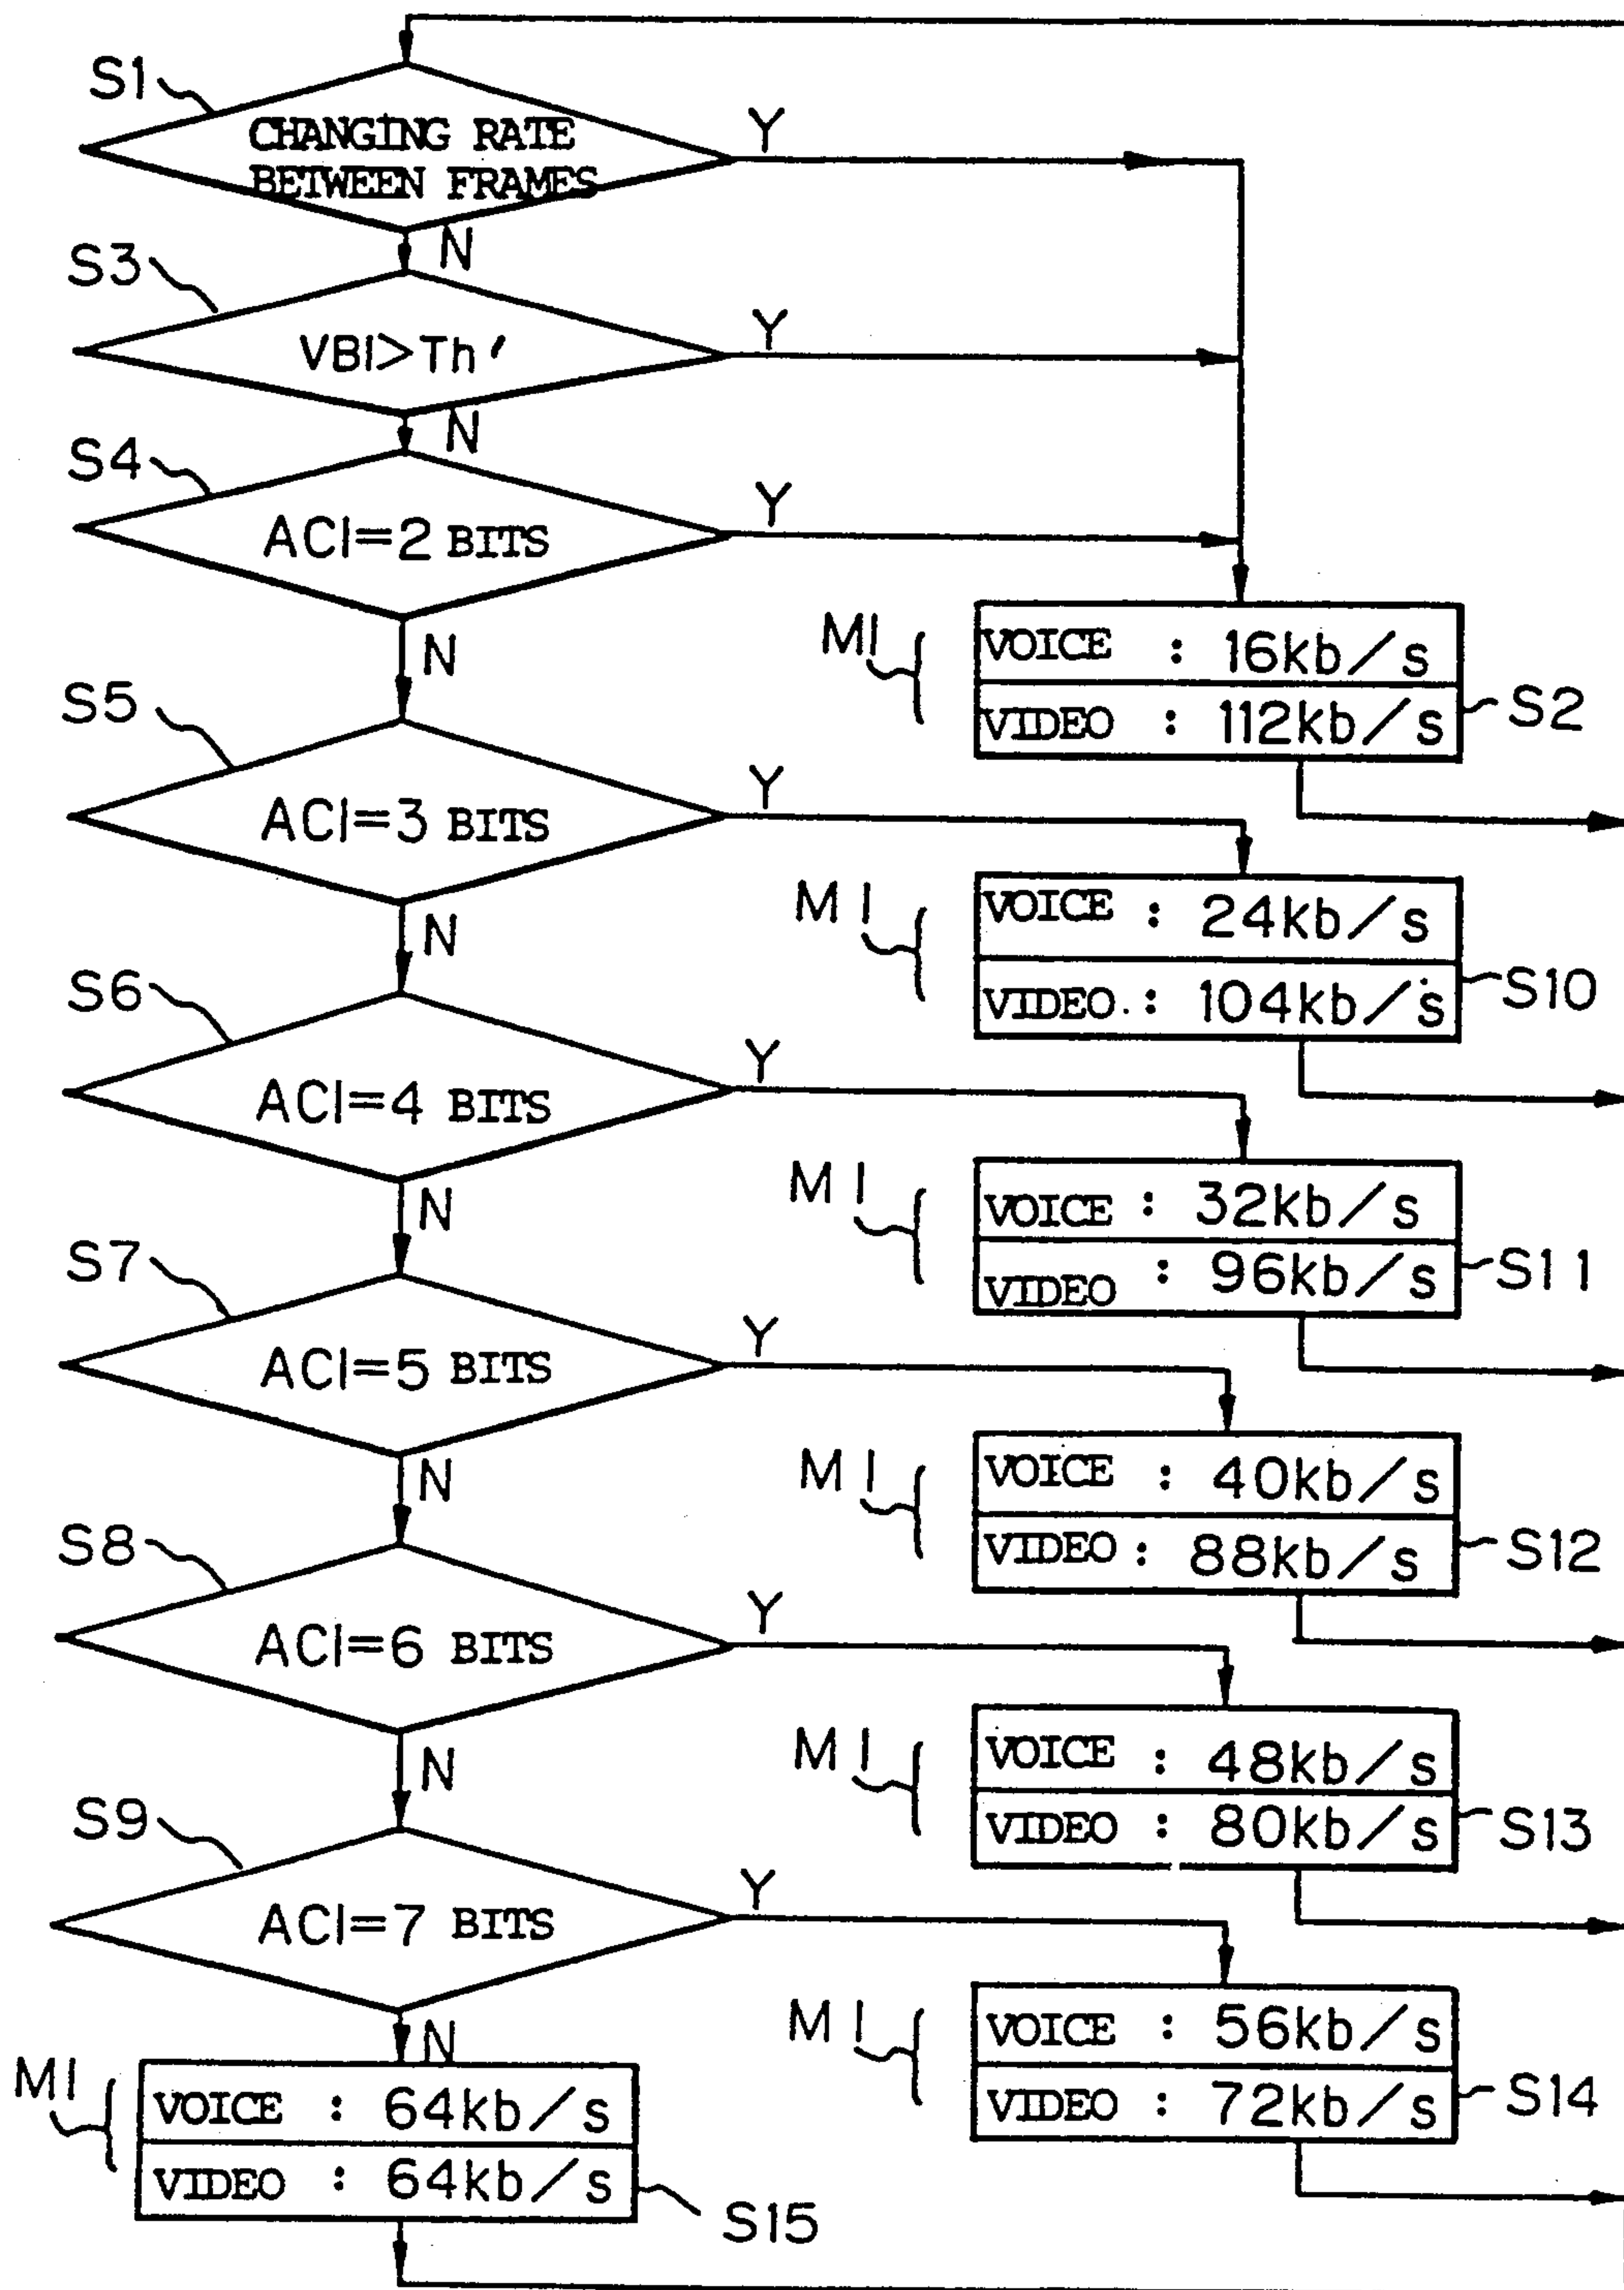 S1
CHANGING RATE
BETWEEN FRAMES
Y
N
S3
VBI>Th'
Y
N
S4
ACI=2 BITS
Y
N
MI
VOICE : 16kb/s
VIDEO : 112kb/s
S2
S5
ACI=3 BITS
Y
N
MI
VOICE : 24kb/s
VIDEO : 104kb/s
S10
S6
ACI=4 BITS
Y
N
MI
VOICE : 32kb/s
VIDEO : 96kb/s
S11
S7
ACI=5 BITS
Y
N
MI
VOICE : 40kb/s
VIDEO : 88kb/s
S12
S8
ACI=6 BITS
Y
N
MI
VOICE : 48kb/s
VIDEO : 80kb/s
S13
S9
ACI=7 BITS
Y
N
MI
VOICE : 56kb/s
VIDEO : 72kb/s
S14
MI
VOICE : 64kb/s
VIDEO : 64kb/s
S15